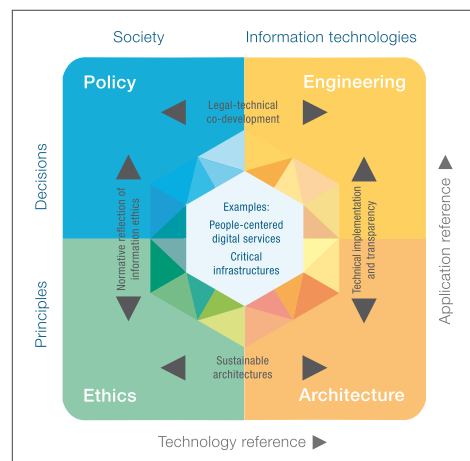 Society
Information technologies
Policy
Engineering
Legal-technical
co-development
Decisions
Principles
Normative reflection of
information ethics
Examples:
People-centered
digital services
Critical
infrastructures
Technical implementation
and transparency
Application reference
Sustainable
architectures
Ethics
Architecture
Technology reference